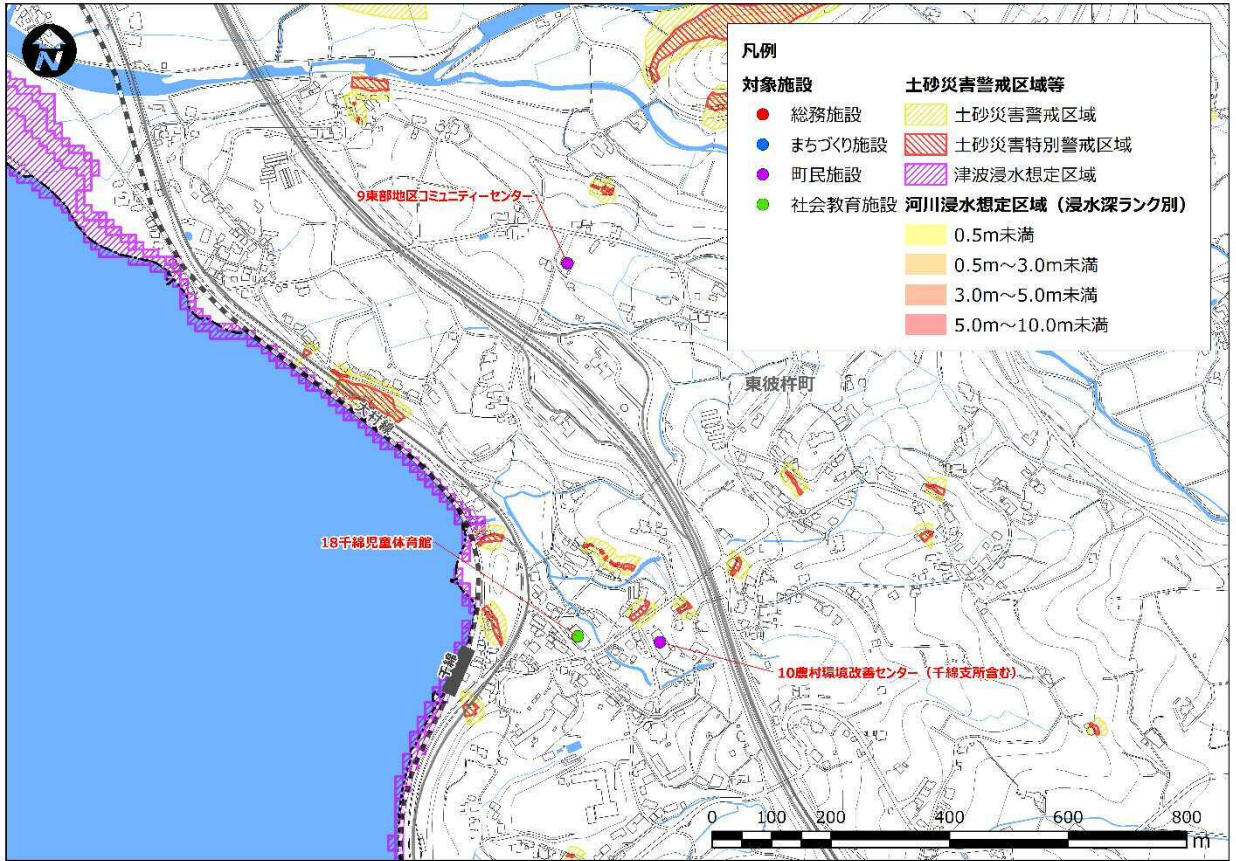 N
凡例
対象施設
総務施設
まちづくり施設
町民施設
社会教育施設
土砂災害警戒区域等
土砂災害警戒区域
土砂災害特別警戒区域
津波浸水想定区域
河川浸水想定区域（浸水深ランク別）
0.5m未満
0.5m～3.0m未満
3.0m～5.0m未満
5.0m～10.0m未満
9東部地区コミュニティーセンター
東彼杵町
大村線
18千綿児童体育館
千綿
10農村環境改善センター（千綿支所含む）
0 100 200 400 600 800
m